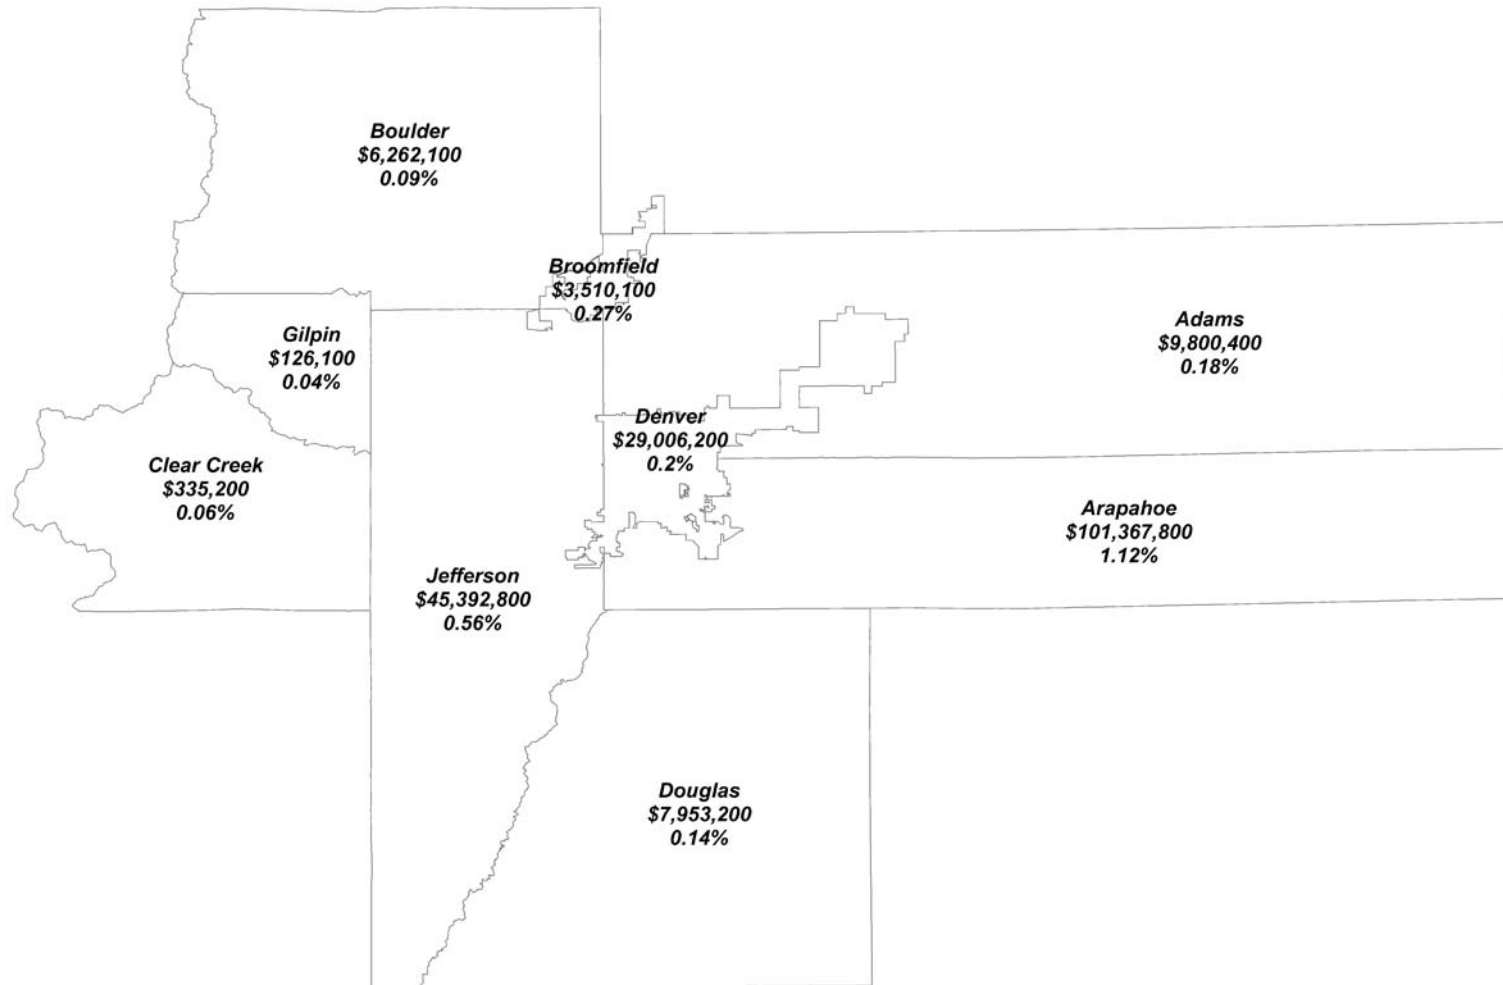 Boulder
$6,262,100
0.09%
Broomfield
$3,510,100
0.27%
Gilpin
$126,100
0.04%
Adams
$9,800,400
0.18%
Denver
$29,006,200
0.2%
Clear Creek
$335,200
0.06%
Arapahoe
$101,367,800
1.12%
Jefferson
$45,392,800
0.56%
Douglas
$7,953,200
0.14%